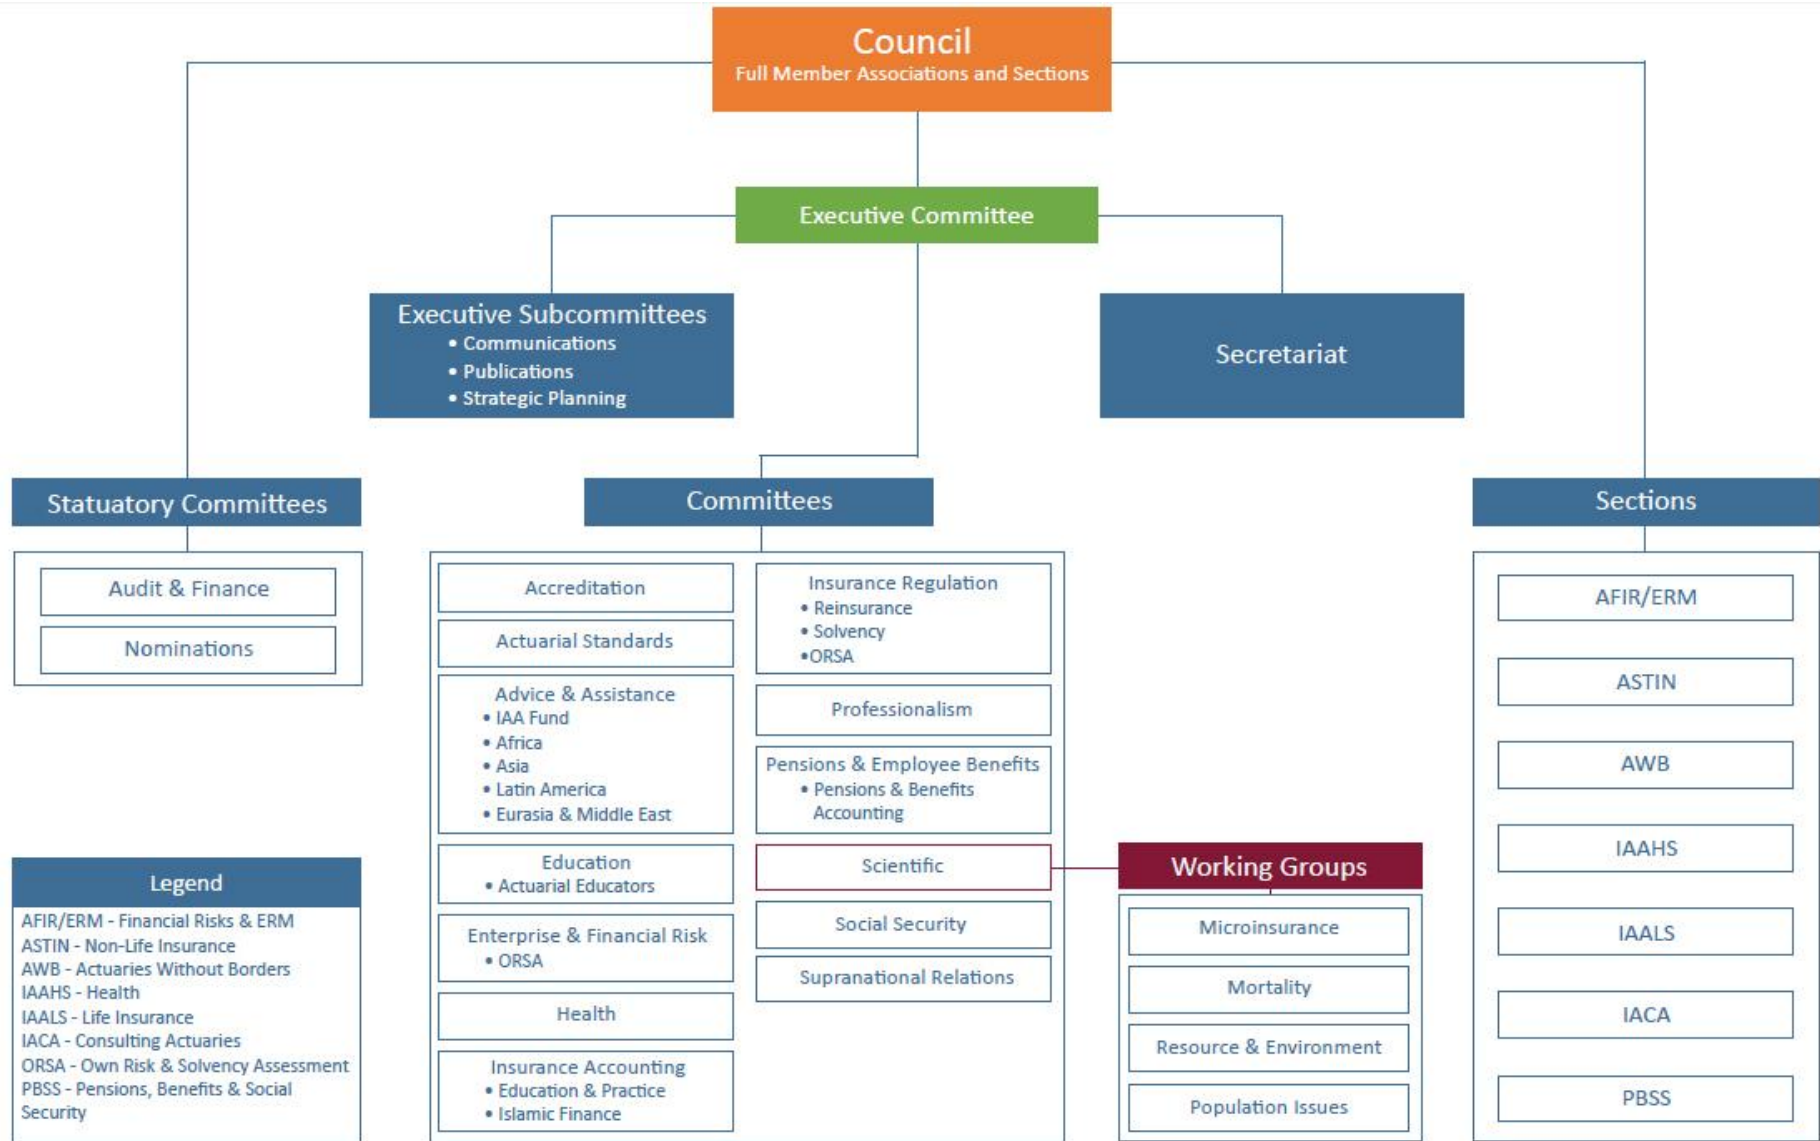 Council
Full Member Associations and Sections
Executive Committee
Executive Subcommittees
• Communications
• Publications
• Strategic Planning
Secretariat
Statuatory Committees
Audit & Finance
Nominations
Committees
Accreditation
Actuarial Standards
Advice & Assistance
• IAA Fund
• Africa
• Asia
• Latin America
• Eurasia & Middle East
Education
• Actuarial Educators
Enterprise & Financial Risk
• ORSA
Health
Insurance Accounting
• Education & Practice
• Islamic Finance
Insurance Regulation
• Reinsurance
• Solvency
•ORSA
Professionalism
Pensions & Employee Benefits
• Pensions & Benefits
Accounting
Scientific
Social Security
Supranational Relations
Working Groups
Microinsurance
Mortality
Resource & Environment
Population Issues
Sections
AFIR/ERM
ASTIN
AWB
IAAHS
IAALS
IACA
PBSS
Legend
AFIR/ERM - Financial Risks & ERM
ASTIN - Non-Life Insurance
AWB - Actuaries Without Borders
IAAHS - Health
IAALS - Life Insurance
IACA - Consulting Actuaries
ORSA - Own Risk & Solvency Assessment
PBSS - Pensions, Benefits & Social
Security